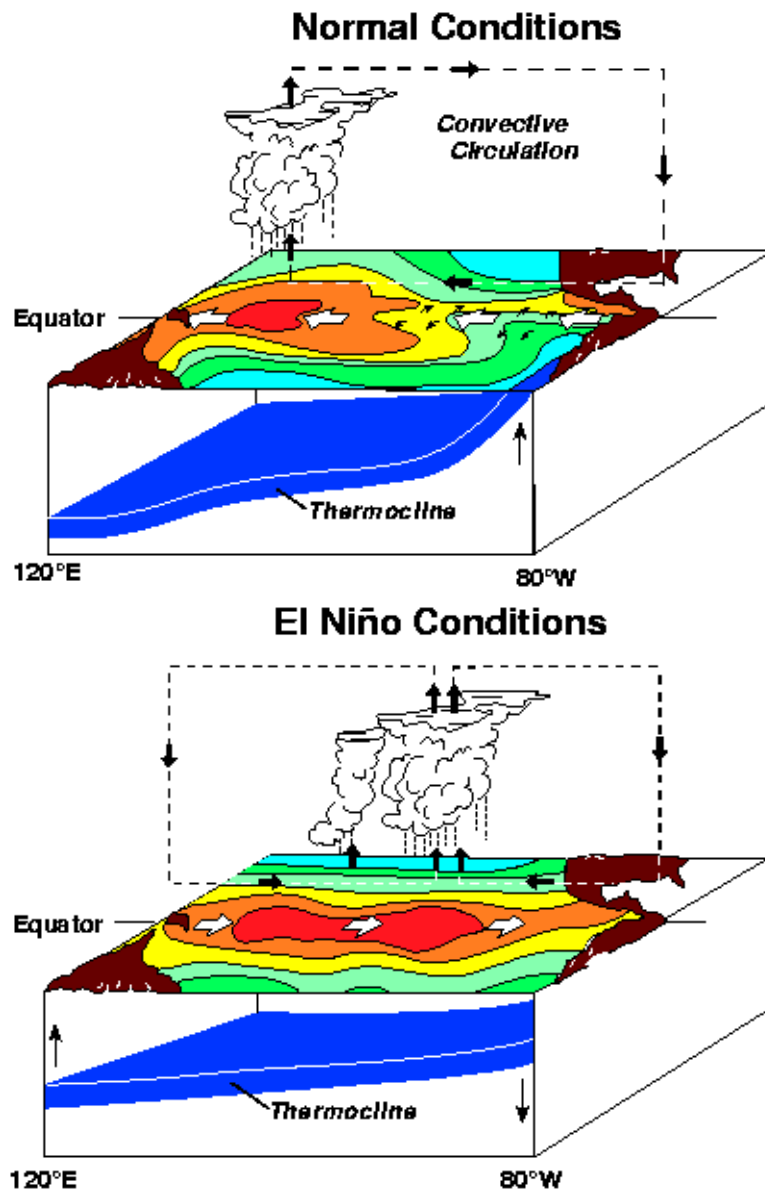 Normal Conditions
Convective
Circulation
Equator
Thermocline
120°E
80°W
El Niño Conditions
Equator
Thermocline
120°E
80°W